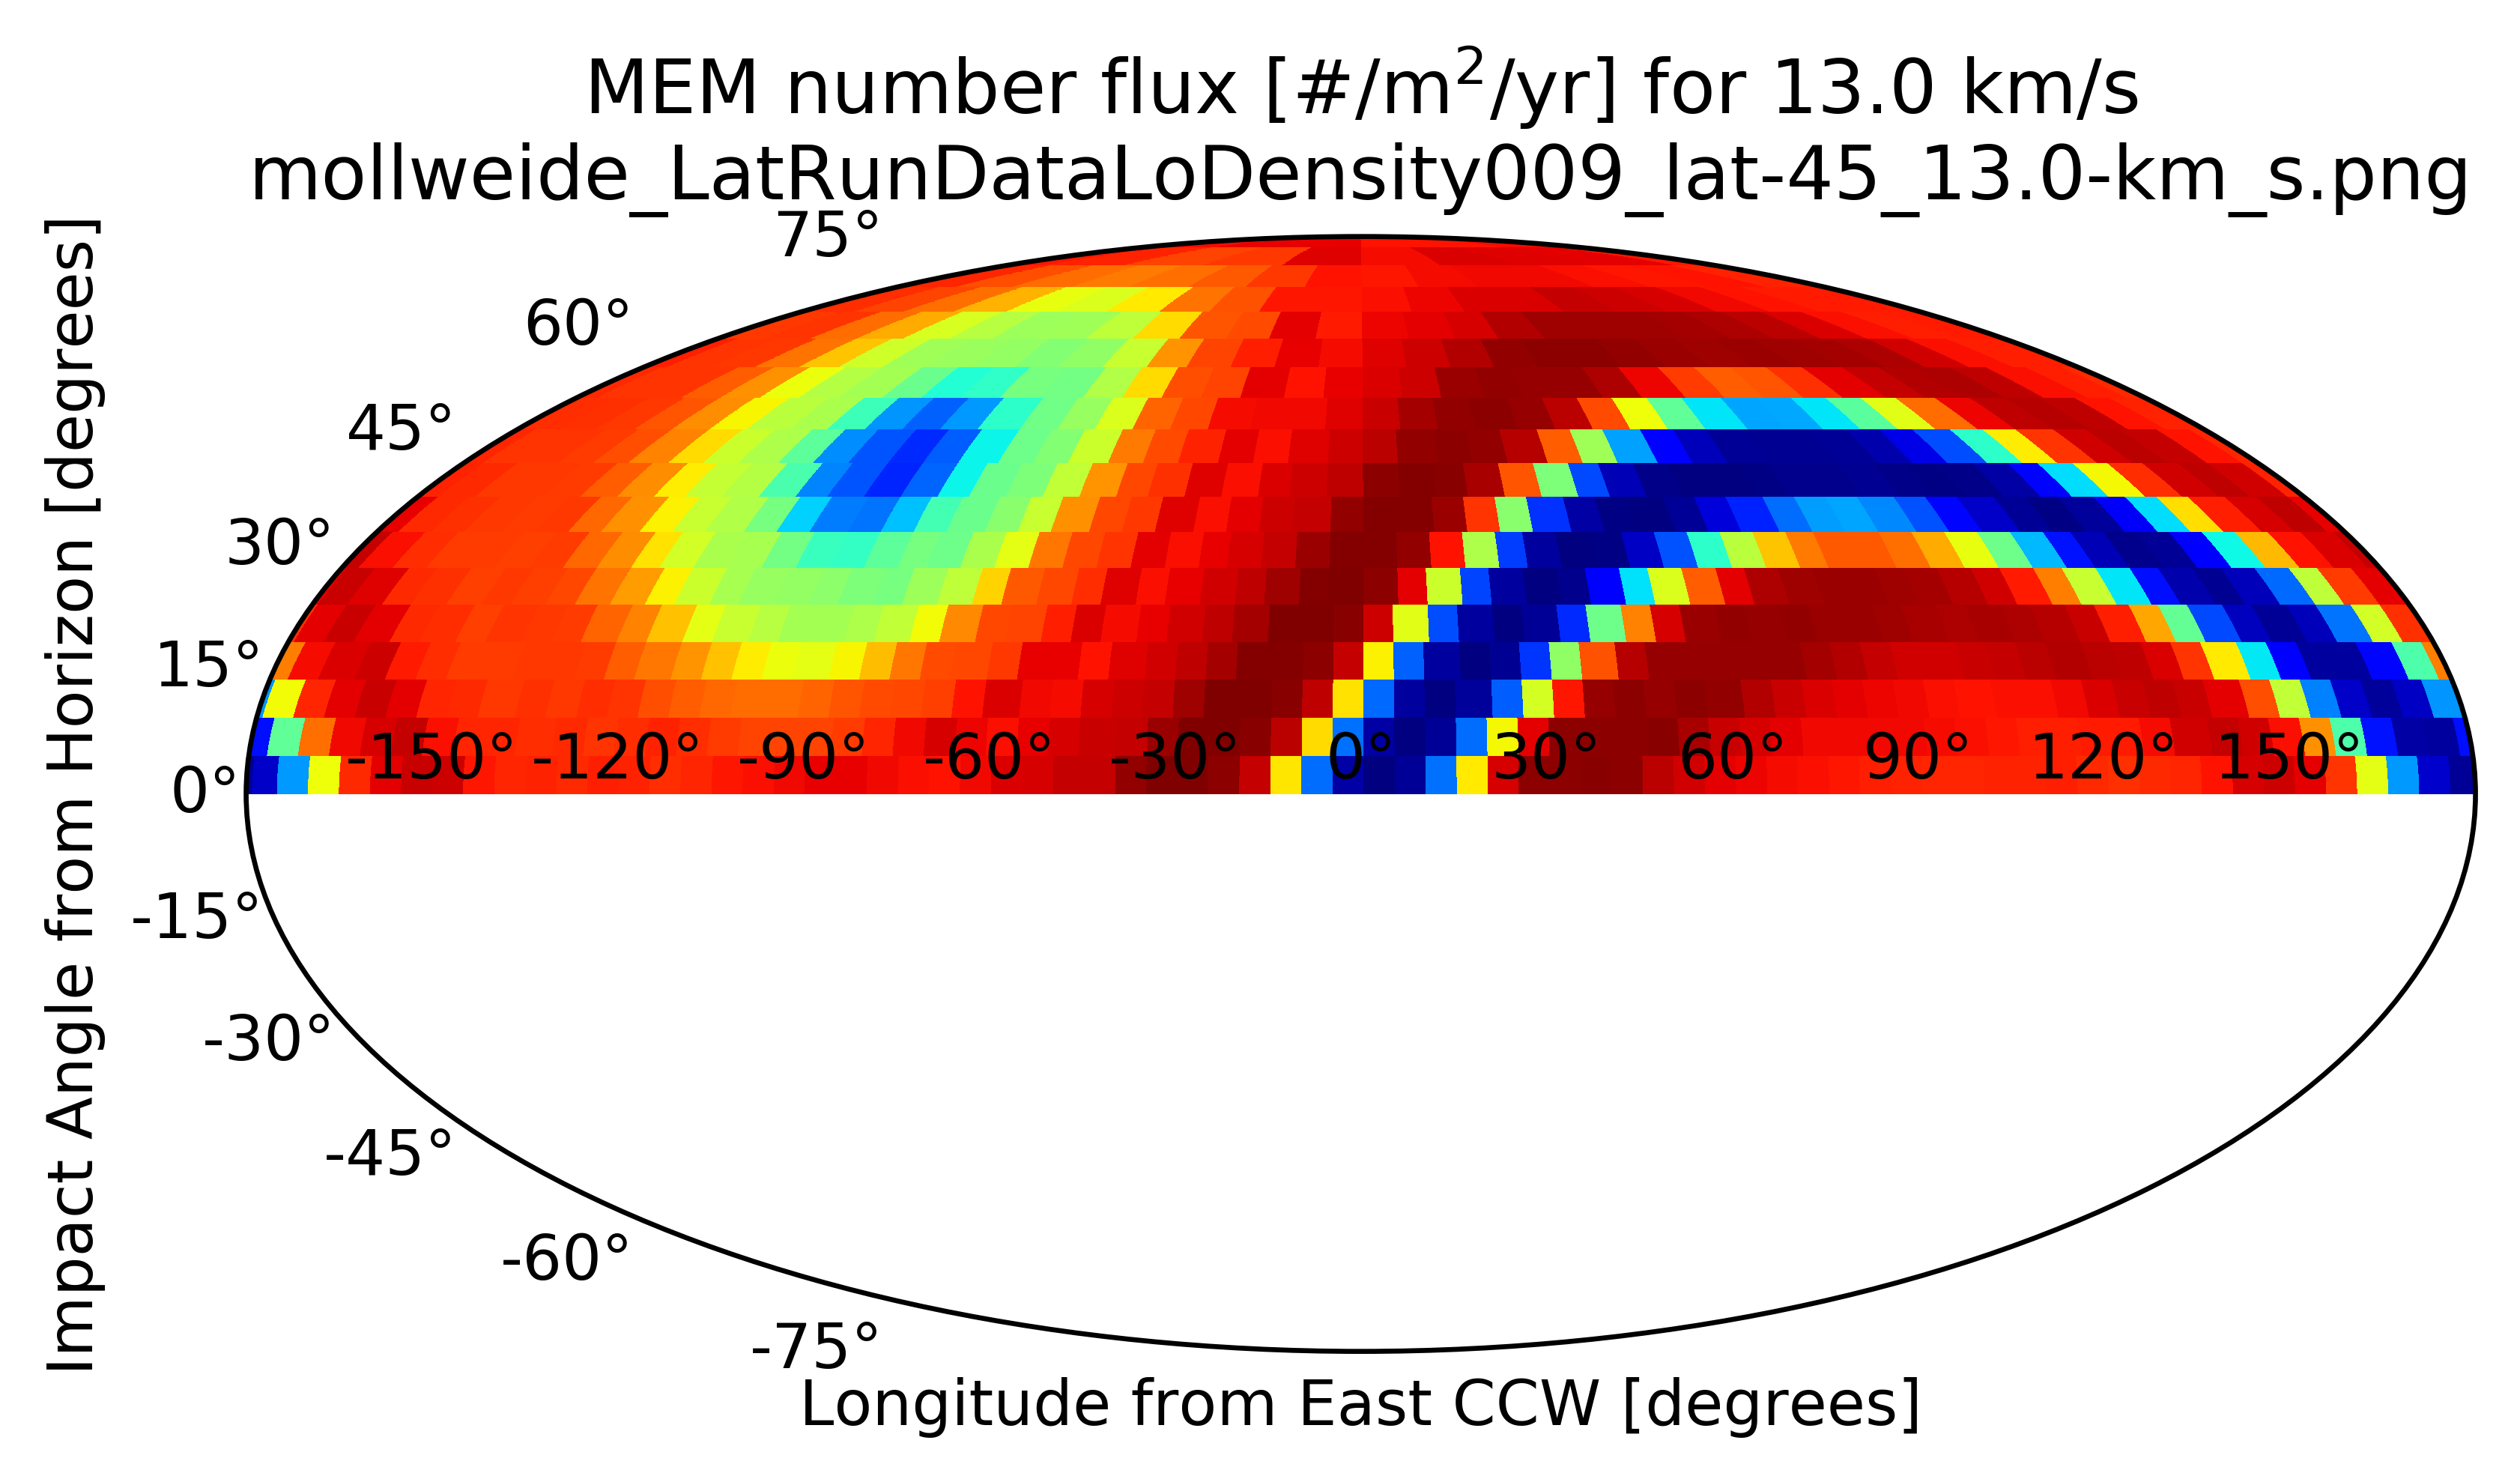 MEM number flux [#/m²/yr] for 13.0 km/s
mollweide_LatRunDataLoDensity009_lat-45_13.0-km_s.png
75°
60°
45°
30°
15°
0°
-15°
-30°
-45°
-60°
-75°
-150° -120° -90° -60° -30° 0° 30° 60° 90° 120° 150°
Impact Angle from Horizon [degrees]
Longitude from East CCW [degrees]